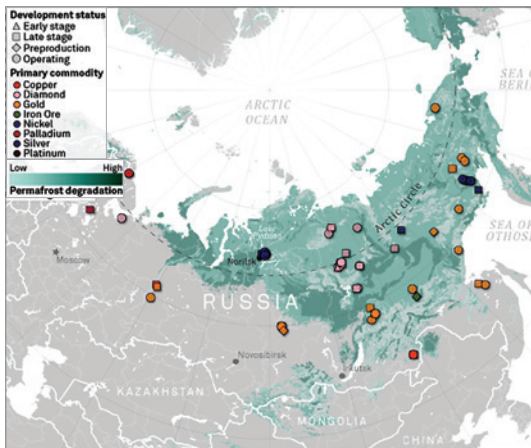 Development status
Early stage
Late stage
Preproduction
Operating
Primary commodity
Copper
Diamond
Gold
Iron Ore
Nickel
Palladium
Silver
Platinum
Low High
Permafrost degradation
ARCTIC
OCEAN
SEA OF
BERI
Arctic Circle
SEA OF
OTHOS
Moscow
Norilsk
RUSSIA
Novosibirsk
Irkutsk
KAZAKHSTAN
MONGOLIA
CHINA